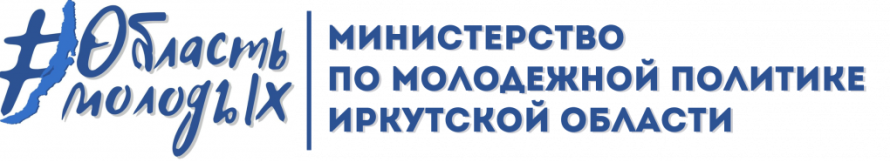 #Область
молодых
МИНИСТЕРСТВО
ПО МОЛОДЕЖНОЙ ПОЛИТИКЕ
ИРКУТСКОЙ ОБЛАСТИ